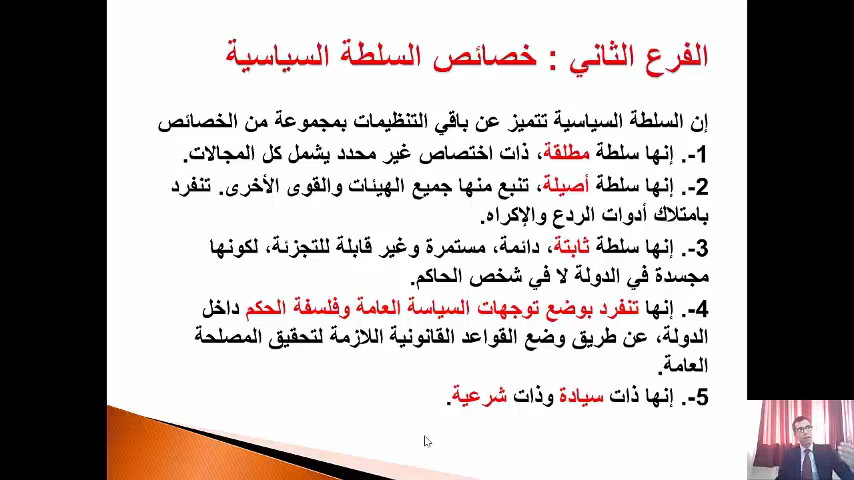 الفرع الثاني : خصائص السلطة السياسية
إن السلطة السياسية تتميز عن باقي التنظيمات بمجموعة من الخصائص
1-. إنها سلطة مطلقة، ذات اختصاص غير محدد يشمل كل المجالات.
2-. إنها سلطة أصيلة، تنبع منها جميع الهيئات والقوى الأخرى. تنفرد
بامتلاك أدوات الردع والإكراه.
3-. إنها سلطة ثابتة، دائمة، مستمرة وغير قابلة للتجزئة، لكونها
مجسدة في الدولة لا في شخص الحاكم.
4-. إنها تنفرد بوضع توجهات السياسة العامة وفلسفة الحكم داخل
الدولة، عن طريق وضع القواعد القانونية اللازمة لتحقيق المصلحة
العامة.
5-. إنها ذات سيادة وذات شرعية.